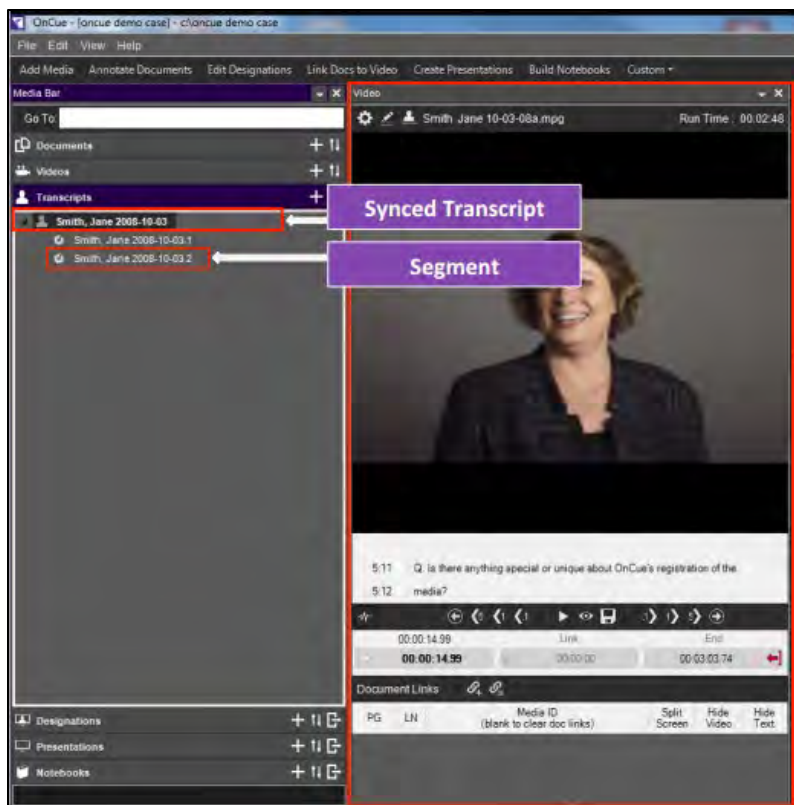 OnCue - [oncue demo case] - c:\oncue demo case
File Edit View Help
Add Media Annotate Documents Edit Designations Link Docs to Video Create Presentations Build Notebooks Custom
Media Bar
Go To:
Documents
Videos
Transcripts
Smith, Jane 2008-10-03
Smith, Jane 2008-10-03.1
Smith, Jane 2008-10-03.2
Designations
Presentations
Notebooks
Video
Smith Jane 10-03-08a.mpg Run Time : 00:02:48
Synced Transcript
Segment
5:11 Q. Is there anything special or unique about OnCue's registration of the
5:12 media?
00:00:14.99 Link End
00:00:14.99 00:00:00 00:03:03.74
Document Links
PG LN Media ID (blank to clear doc links) Split Screen Hide Video Hide Text